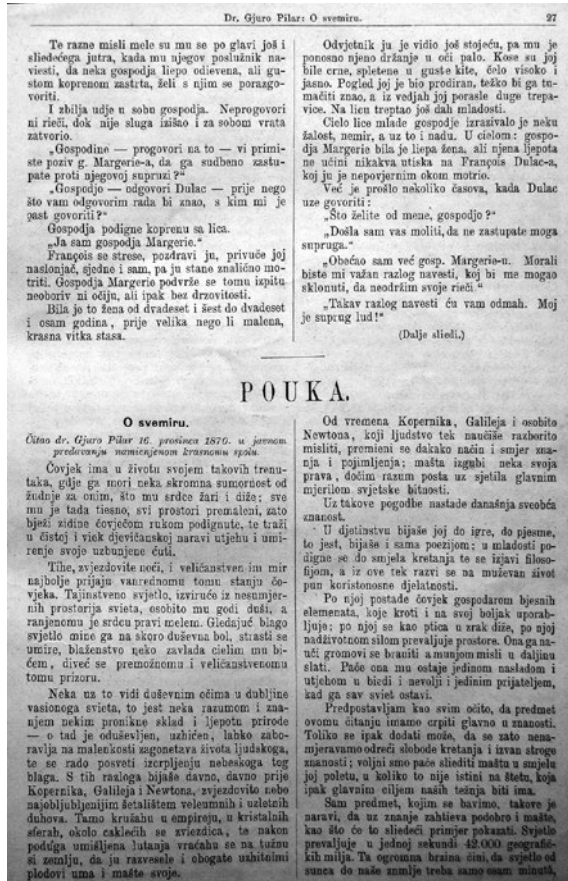 Dr. Gjuro Pilar: O svemiru.
27
Te razne misli mele su mu se po glavi još i
sliedećega jutra, kada mu njegov poslužnik na-
viesti, da neka gospodja liepo odievena, ali gu-
stom koprenom zastrta, želi s njim se porazgo-
voriti.
I zbilja udje u sobu gospodja. Neprogovori
ni rieči, dok nije sluga izišao i za sobom vrata
zatvorio.
„Gospodine — progovori na to — vi primi-
ste poziv g. Margerie-a, da ga sudbeno zastu-
pate proti njegovoj supruzi?“
„Gospodjo — odgovori Dulac — prije nego
što vam odgovorim rada bi znao, s kim mi je
čast govoriti?“
Gospodja podigne koprenu sa lica.
„Ja sam gospodja Margerie.“
François se strese, pozdravi ju, privuče joj
naslonjač, sjedne i sam, pa ju stane znalično mo-
triti. Gospodja Margerie podvrže se tomu izpitu
neoboriv ni očiju, ali ipak bez drzovitosti.
Bila je to žena od dvadeset i šest do dvadeset
i osam godina, prije velika nego li malena,
krasna vitka stasa.
Odvjetnik ju je vidio još stojeću, pa mu je
ponosno njeno držanje u oči palo. Kose su joj
bile crne, spletene u guste kite, čelo visoko i
jasno. Pogled joj je bio prodiran, težko bi ga tu-
mačiti znao, a iz vedjah joj porasle duge trepa-
vice. Na licu treptao još dah mladosti.
Cielo lice mlade gospodje izrazivalo je neku
žalost, nemir, a uz to i nadu. U cielom: gospo-
dja Margerie bila je liepa žena, ali njena ljepota
ne učini nikakva utiska na François Dulac-a,
koj ju je nepovjernim okom motrio.
Već je prošlo nekoliko časova, kada Dulac
uze govoriti:
„Što želite od mene, gospodjo?“
„Došla sam vas moliti, da ne zastupate moga
supruga.“
„Obećao sam već gosp. Margerie-u. Morali
biste mi važan razlog navesti, koj bi me mogao
sklonuti, da neodržim svoje rieči.“
„Takav razlog navesti ću vam odmah. Moj
je suprug lud!“
(Dalje sliedi.)
POUKA.
O svemiru.
Čitao dr. Gjuro Pilar 16. prosinca 1870. u javnom
predavanju namienjenom krasnomu spolu.
Čovjek ima u životu svojem takovih trenu-
taka, gdje ga mori neka skromna sumornost od
žudnje za onim, što mu srdce žari i diže; sve
mu je tada tiesno, svi prostori premaleni, zato
bježi zidine čovječom rukom podignute, te traži
u čistoj i viek djevičanskoj naravi utjehu i umi-
renje svoje uzbunjene ćuti.
Tihe, zvjezdovite noći, i veličanstven im mir
najbolje prijaju vanrednomu tomu stanju čo-
vjeka. Tajinstveno svjetlo, izviruće iz nesumjer-
nih prostorija svieta, osobito mu godi duši, a
ranjenomu je srdcu pravi melem. Gledajuć blago
svjetlo mine ga na skoro duševna bol, strasti se
umire, blaženstvo neko zavlada cielim mu bi-
ćem, diveć se premožnomu i veličanstvenomu
tomu prizoru.
Neka uz to vidi duševnim očima u dubljine
vasionoga svieta, to jest neka razumom i zna-
njem nekim pronikne sklad i ljepotu prirode
— o tad je oduševljen, uzhićen, lahko zabo-
ravlja na malenkosti zagonetava života ljudskoga,
te se rado posveti izcrpljenju nebeskoga tog
blaga. S tih razloga bijaše davno, davno prije
Kopernika, Galileja i Newtona, zvjezdovito nebo
najobljubljenijim šetalištem veleumnih i uzletnih
duhova. Tamo kružahu u empireju, u kristalnih
sferah, okolo caklećih se zviezdica, te nakon
podúga umišljena lutanja vraćahu se na tužnu
si zemlju, da ju razvesele i obogate uzhitnimi
plodovi uma i mašte svoje.
Od vremena Kopernika, Galileja i osobito
Newtona, koji ljudstvo tek naučiše razborito
misliti, premieni se dakako način i smjer zna-
nja i pojimljenja; mašta izgubi neka svoja
prava, dočim razum posta uz sjetila glavnim
mjerilom svjetske bitnosti.
Uz takove pogodbe nastade današnja sveobća
znanost.
U djetinstvu bijaše joj do igre, do pjesme,
to jest, bijaše i sama poezijom; u mladosti po-
digne se do smjela kretanja te se izjavi filoso-
fijom, a iz ove tek razvi se na muževan život
pun koristonosne djelatnosti.
Po njoj postade čovjek gospodarom bjesnih
elemenata, koje kroti i na svoj boljak uporab-
ljuje; po njoj se kao ptica u zrak diže, po njoj
nadživotnom silom prevaljuje prostore. Ona ga na-
uči gromovi se braniti a munjom misli u daljinu
slati. Pače ona mu ostaje jedinom nasladom i
utjehom u biedi i nevolji i jedinim prijateljem,
kad ga sav sviet ostavi.
Predpostavljam kao svim očito, da predmet
ovomu čitanju imamo crpiti glavno u znanosti.
Toliko se ipak dodati može, da se zato nena-
mjeravamo odreći slobode kretanja i izvan stroge
znanosti; voljni smo pače sliediti maštu u smjelu
joj poletu, u koliko to nije istini na štetu, koja
ipak glavnim ciljem naših težnja biti ima.
Sam predmet, kojim se bavimo, takove je
naravi, da uz znanje zahtieva podobro i mašte,
kao što će to sliedeći primjer pokazati. Svjetlo
prevaljuje u jednoj sekundi 42.000 geografič-
kih milja. Ta ogromna brzina čini, da svjetlo od
sunca do naše zemlje treba samo osam minuta,